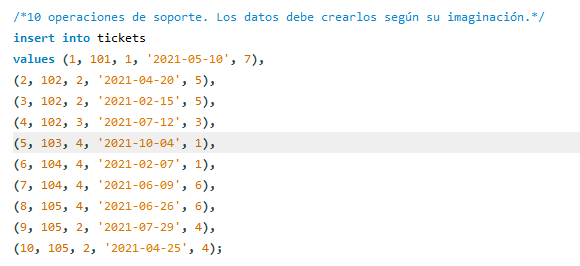 /*10 operaciones de soporte. Los datos debe crearlos según su imaginación.*/
insert into tickets
values (1, 101, 1, '2021-05-10', 7),
(2, 102, 2, '2021-04-20', 5),
(3, 102, 2, '2021-02-15', 5),
(4, 102, 3, '2021-07-12', 3),
(5, 103, 4, '2021-10-04', 1),
(6, 104, 4, '2021-02-07', 1),
(7, 104, 4, '2021-06-09', 6),
(8, 105, 4, '2021-06-26', 6),
(9, 105, 2, '2021-07-29', 4),
(10, 105, 2, '2021-04-25', 4);